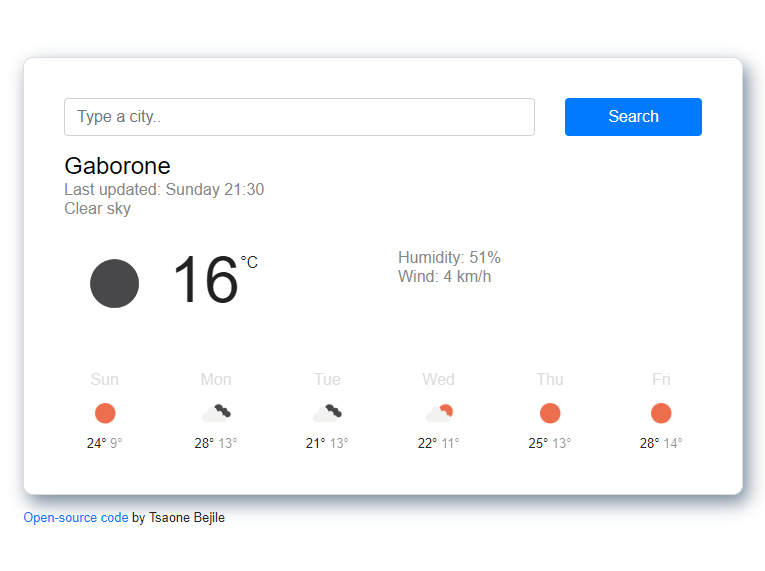 Type a city..
Search
Gaborone
Last updated: Sunday 21:30
Clear sky
16 °C
Humidity: 51%
Wind: 4 km/h
Sun Mon Tue Wed Thu Fri
24° 9° 28° 13° 21° 13° 22° 11° 25° 13° 28° 14°
Open-source code by Tsaone Bejile